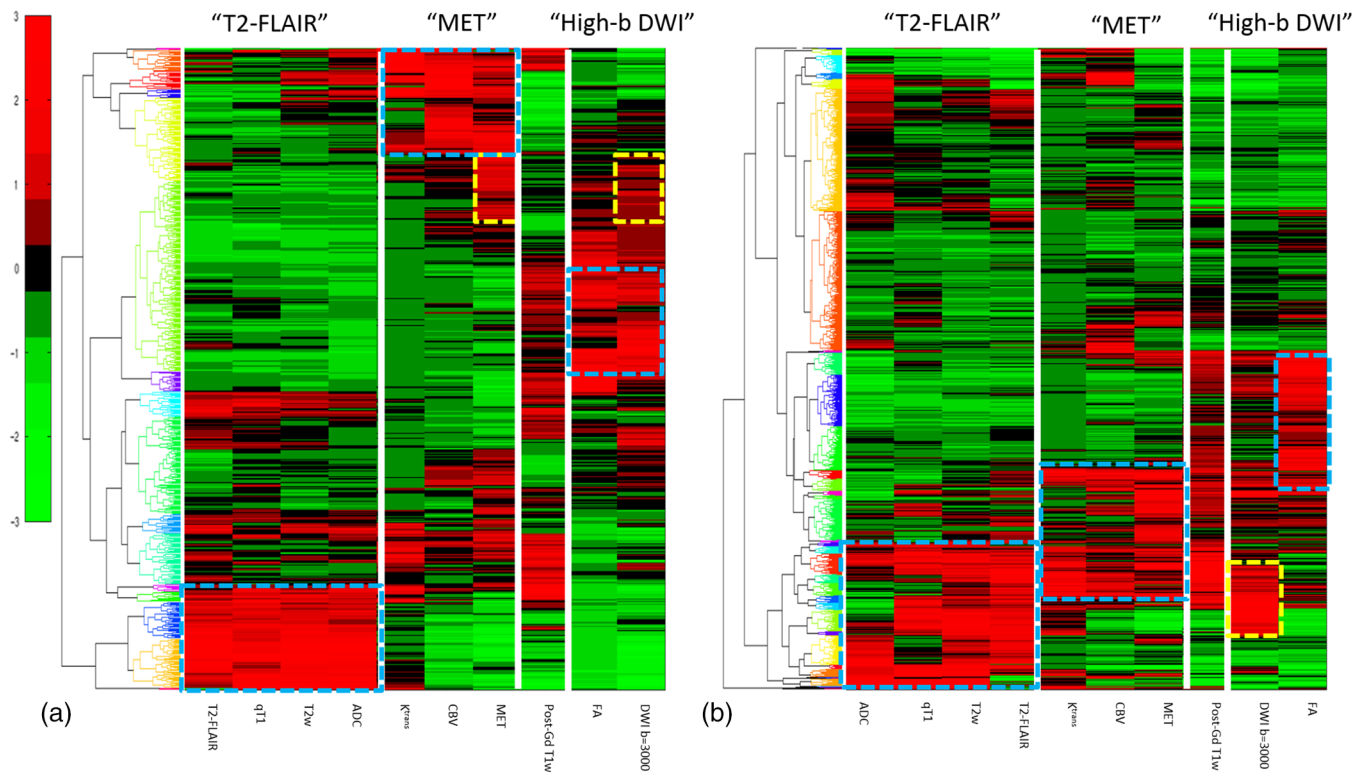 “T2-FLAIR” “MET” “High-b DWI” “T2-FLAIR” “MET” “High-b DWI”
3
2
1
0
-1
-2
-3
(a) T2-FLAIR qT1 T2w ADC Ktrans CBV MET Post-Gd T1w FA DWI b=3000
(b) ADC qT1 T2w T2-FLAIR Ktrans CBV MET Post-Gd T1w DWI b=3000 FA